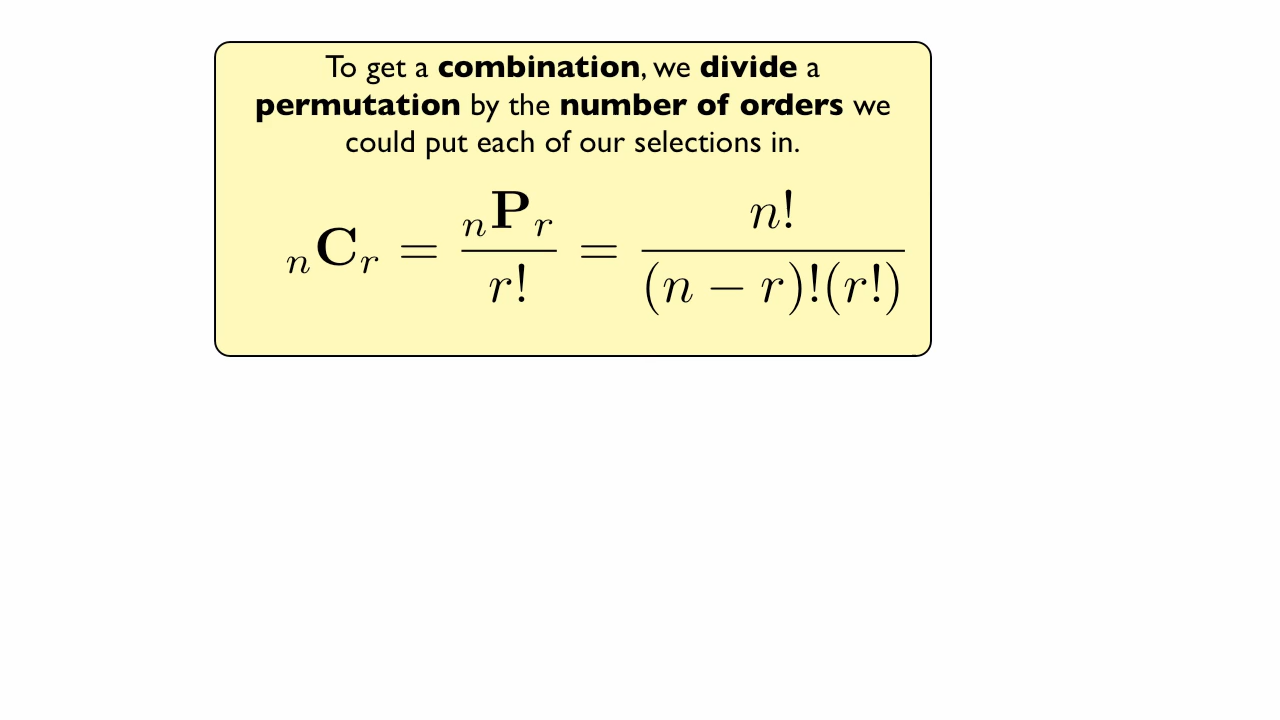 To get a combination, we divide a
permutation by the number of orders we
could put each of our selections in.
ₙCᵣ = ₙPᵣ / r! = n! / (n − r)!(r!)